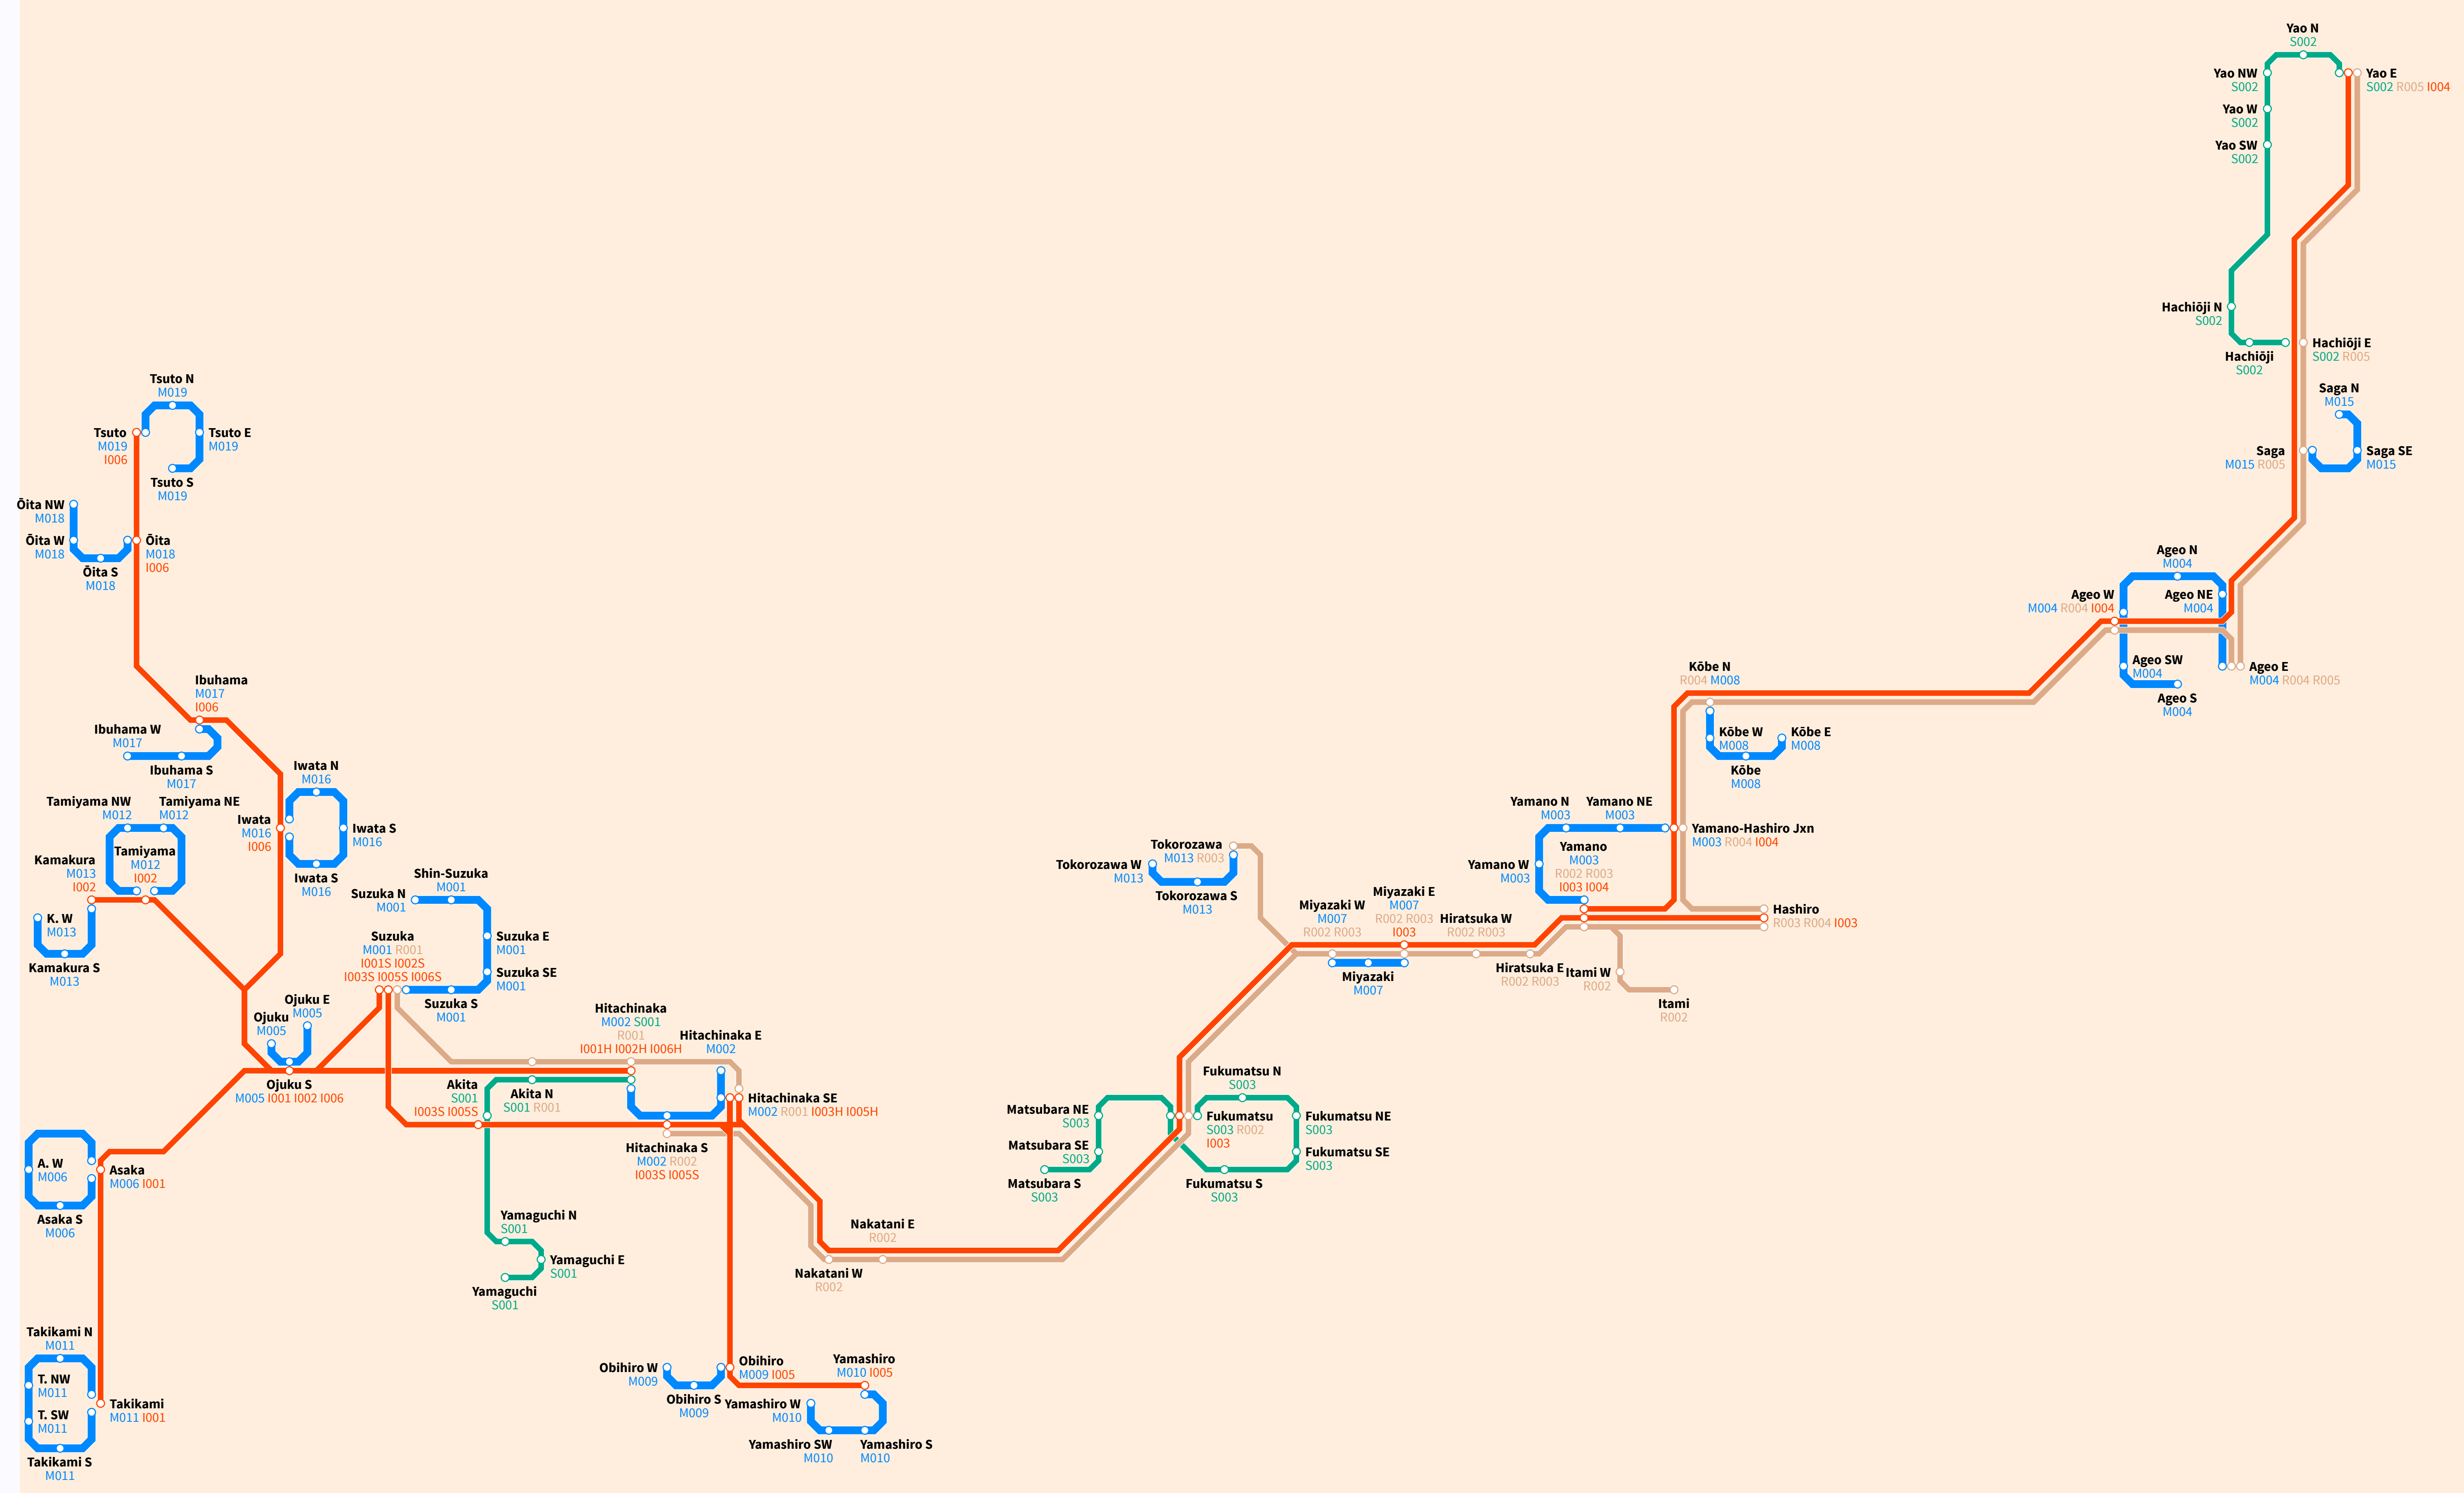 Yao N
S002
Yao NW
S002
Yao E
S002 R005 I004
Yao W
S002
Yao SW
S002
Hachiōji N
S002
Hachiōji
S002
Hachiōji E
S002 R005
Saga N
M015
Saga
M015 R005
Saga SE
M015
Tsuto N
M019
Tsuto
M019
I006
Tsuto E
M019
Tsuto S
M019
Ōita NW
M018
Ōita W
M018
Ōita
M018
I006
Ōita S
M018
Ageo N
M004
Ageo W
M004 R004 I004
Ageo NE
M004
Ageo SW
M004
Ageo E
M004 R004 R005
Ageo S
M004
Ibuhama
M017
I006
Ibuhama W
M017
Ibuhama S
M017
Kōbe N
R004 M008
Kōbe W
M008
Kōbe E
M008
Kōbe
M008
Iwata N
M016
Iwata
M016
I006
Iwata S
M016
Iwata S
M016
Tamiyama NW
M012
Tamiyama NE
M012
Tamiyama
M012
I002
Kamakura
M013
I002
K. W
M013
Kamakura S
M013
Shin-Suzuka
M001
Suzuka N
M001
Suzuka
M001 R001
I001S I002S
I003S I005S I006S
Suzuka E
M001
Suzuka SE
M001
Suzuka S
M001
Tokorozawa
M013 R003
Tokorozawa W
M013
Tokorozawa S
M013
Yamano N
M003
Yamano NE
M003
Yamano-Hashiro Jxn
M003 R004 I004
Yamano W
M003
Yamano
M003
R002 R003
I003 I004
Hashiro
R003 R004 I003
Miyazaki W
M007
R002 R003
Miyazaki E
M007
R002 R003
I003
Miyazaki
M007
Hiratsuka W
R002 R003
Hiratsuka E
R002 R003
Itami W
R002
Itami
R002
Ojuku E
M005
Ojuku
M005
Ojuku S
M005 I001 I002 I006
Hitachinaka
M002 S001
R001
I001H I002H I006H
Hitachinaka E
M002
Hitachinaka SE
M002 R001 I003H I005H
Hitachinaka S
M002 R002
I003S I005S
Akita
S001
I003S I005S
Akita N
S001 R001
Matsubara NE
S003
Matsubara SE
S003
Matsubara S
S003
Fukumatsu N
S003
Fukumatsu
S003 R002
I003
Fukumatsu NE
S003
Fukumatsu SE
S003
Fukumatsu S
S003
A. W
M006
Asaka
M006 I001
Asaka S
M006
Yamaguchi N
S001
Yamaguchi E
S001
Yamaguchi
S001
Nakatani E
R002
Nakatani W
R002
Takikami N
M011
T. NW
M011
T. SW
M011
Takikami
M011 I001
Takikami S
M011
Obihiro W
M009
Obihiro
M009 I005
Obihiro S
M009
Yamashiro
M010 I005
Yamashiro W
M010
Yamashiro SW
M010
Yamashiro S
M010